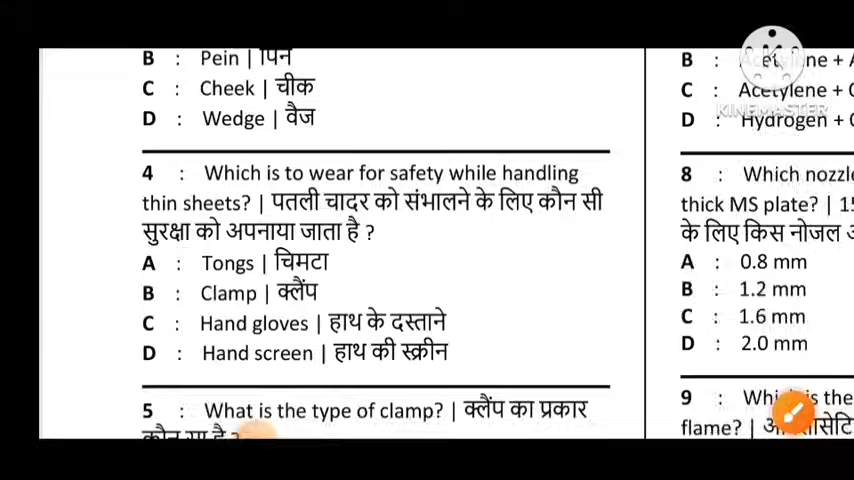 B : Pein | पिन
C : Cheek | चीक
D : Wedge | वैज
4 : Which is to wear for safety while handling
thin sheets? | पतली चादर को संभालने के लिए कौन सी
सुरक्षा को अपनाया जाता है ?
A : Tongs | चिमटा
B : Clamp | क्लैंप
C : Hand gloves | हाथ के दस्ताने
D : Hand screen | हाथ की स्क्रीन
5 : What is the type of clamp? | क्लैंप का प्रकार
कौन सा है ?
B : +
C : Acetylene +
D : Hydrogen +
KINEMASTER
8 : Which
thick MS plate? |
के लिए किस नोजल
A : 0.8 mm
B : 1.2 mm
C : 1.6 mm
D : 2.0 mm
9 : is the
flame? |